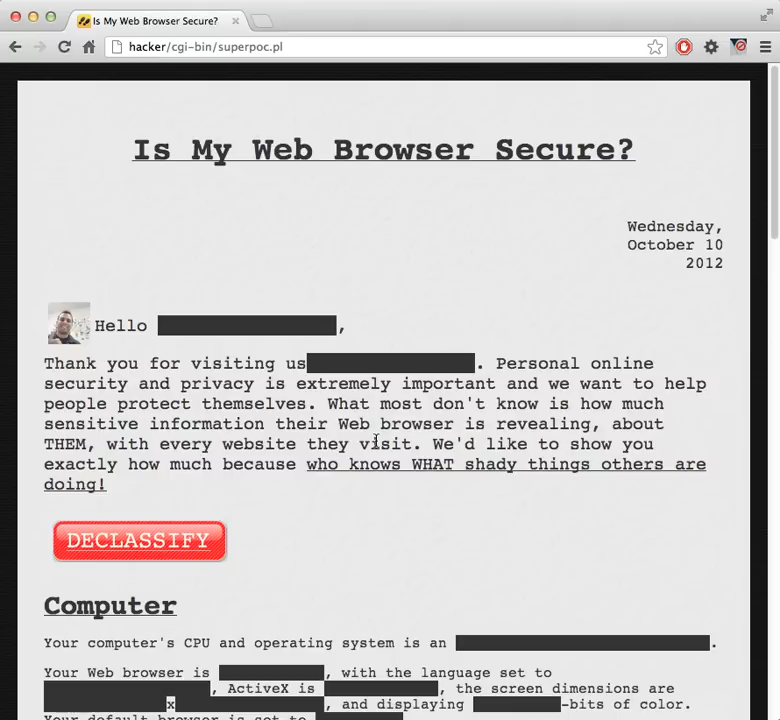 Is My Web Browser Secure?
hacker/cgi-bin/superpoc.pl
Is My Web Browser Secure?
Wednesday,
October 10
2012
Hello ,
Thank you for visiting us . Personal online
security and privacy is extremely important and we want to help
people protect themselves. What most don't know is how much
sensitive information their Web browser is revealing, about
THEM, with every website they visit. We'd like to show you
exactly how much because who knows WHAT shady things others are
doing!
DECLASSIFY
Computer
Your computer's CPU and operating system is an .
Your Web browser is , with the language set to
, ActiveX is , the screen dimensions are
x , and displaying -bits of color.
Your default browser is set to